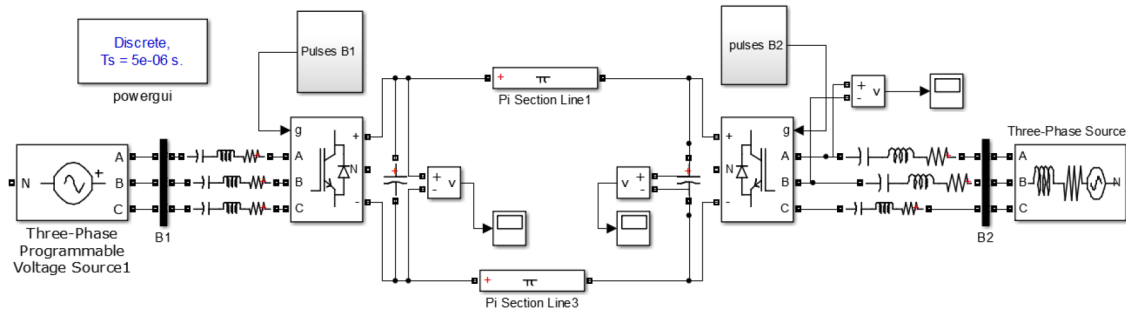 Discrete,
Ts = 5e-06 s.
powergui
Pulses B1
pulses B2
Pi Section Line1
Pi Section Line3
N
A
B
C
Three-Phase
Programmable
Voltage Source1
B1
g
A
B
C
+
N
-
+
-
v
+
-
v
g
+
N
-
A
B
C
+
-
v
B2
Three-Phase Source
A
B
C
N